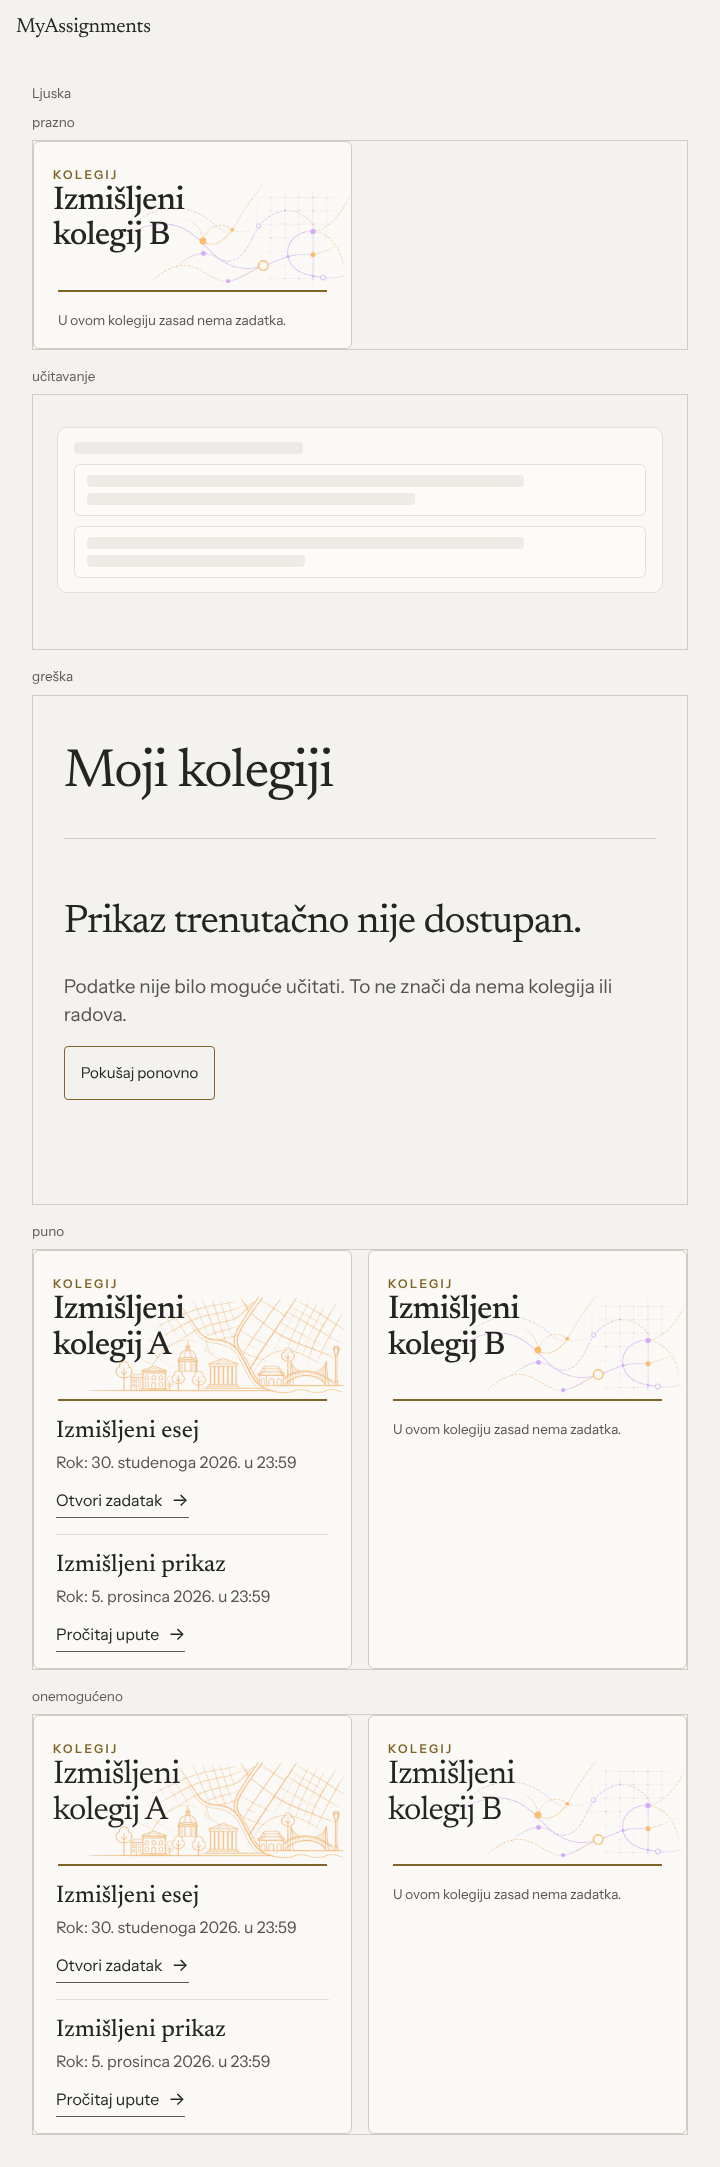 MyAssignments
Ljuska
prazno
KOLEGIJ
Izmišljeni
kolegij B
U ovom kolegiju zasad nema zadatka.
učitavanje
greška
Moji kolegiji
Prikaz trenutačno nije dostupan.
Podatke nije bilo moguće učitati. To ne znači da nema kolegija ili
radova.
Pokušaj ponovno
puno
KOLEGIJ
Izmišljeni
kolegij A
Izmišljeni esej
Rok: 30. studenoga 2026. u 23:59
Otvori zadatak →
Izmišljeni prikaz
Rok: 5. prosinca 2026. u 23:59
Pročitaj upute →
KOLEGIJ
Izmišljeni
kolegij B
U ovom kolegiju zasad nema zadatka.
onemogućeno
KOLEGIJ
Izmišljeni
kolegij A
Izmišljeni esej
Rok: 30. studenoga 2026. u 23:59
Otvori zadatak →
Izmišljeni prikaz
Rok: 5. prosinca 2026. u 23:59
Pročitaj upute →
KOLEGIJ
Izmišljeni
kolegij B
U ovom kolegiju zasad nema zadatka.